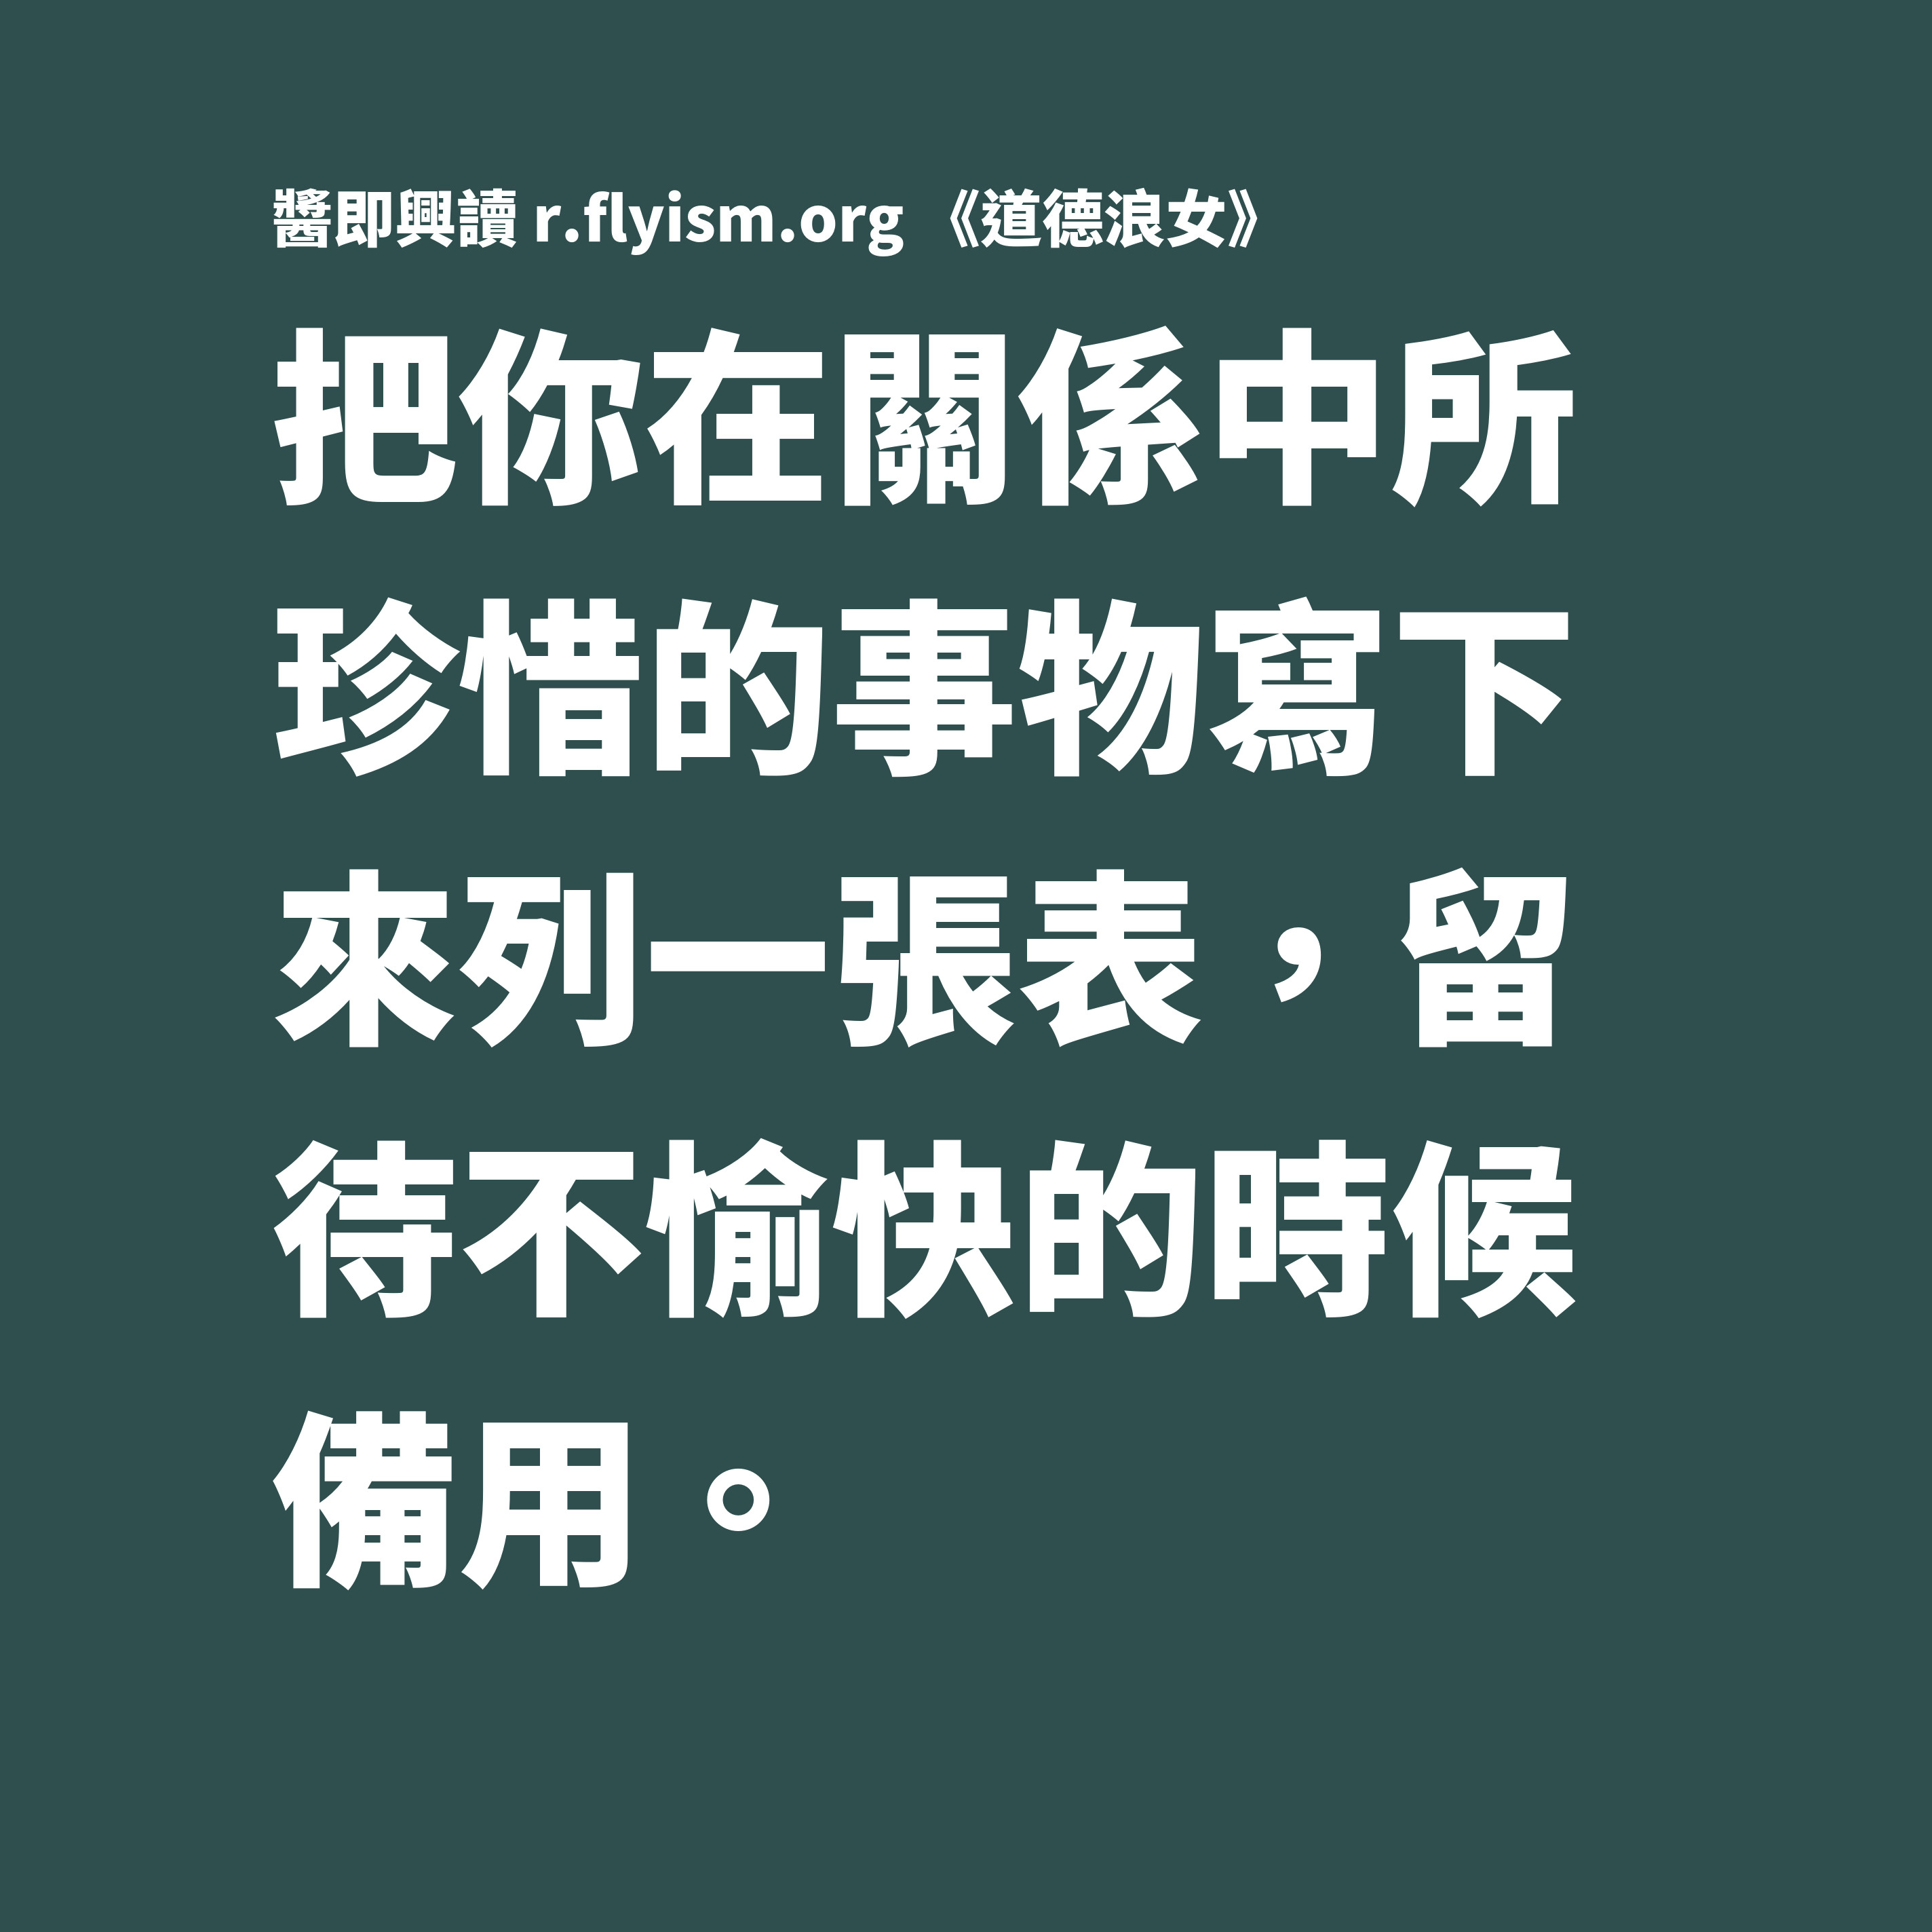 豔即興讀 r.flyism.org 《道德浪女》
把你在關係中所
珍惜的事物寫下
來列一張表，留
待不愉快的時候
備用。